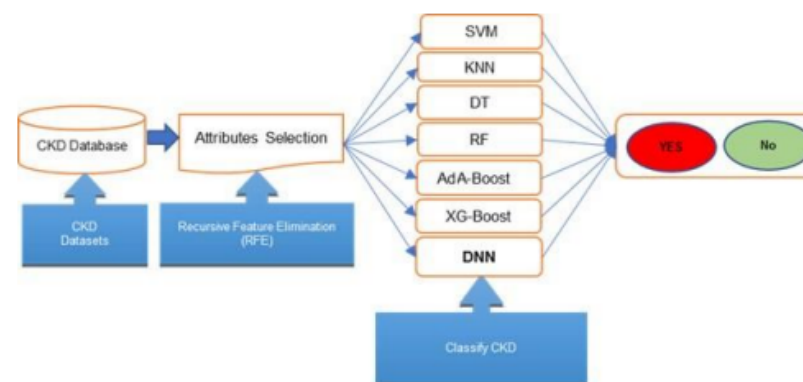 SVM
KNN
DT
RF
AdA-Boost
XG-Boost
DNN
CKD Database
Attributes Selection
YES
No
CKD
Datasets
Recursive Feature Elimination
(RFE)
Classify CKD